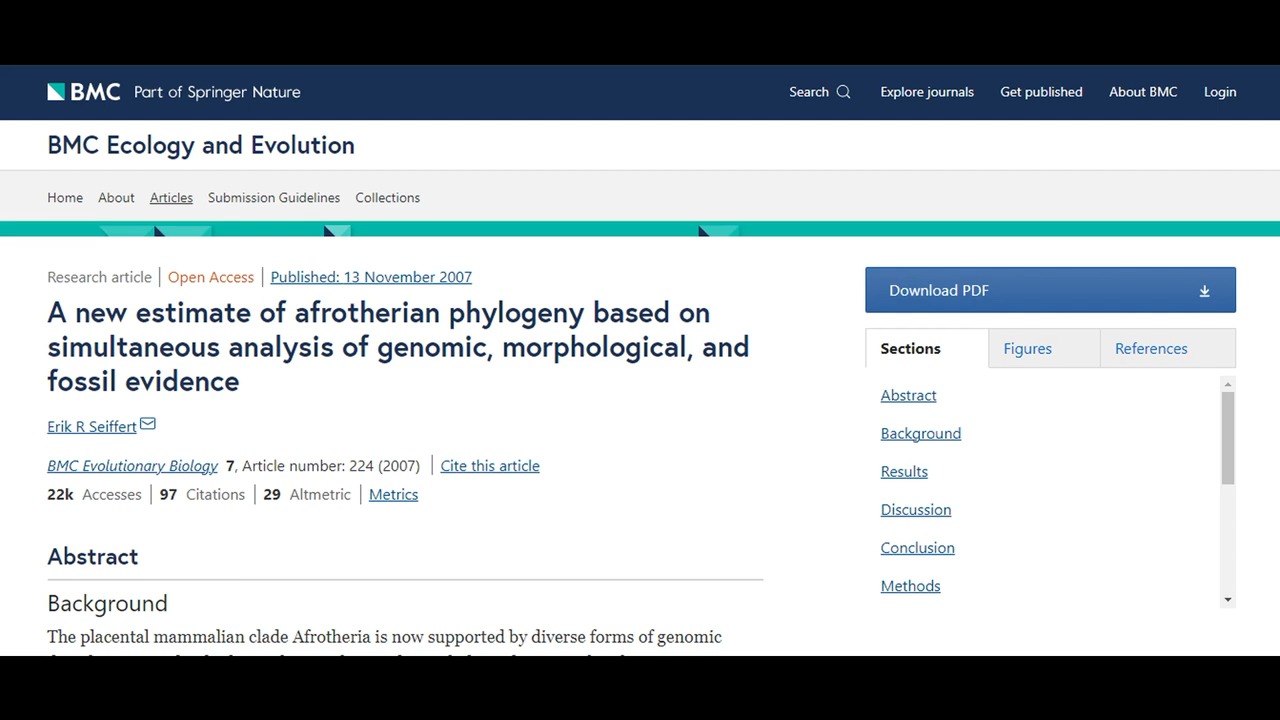 BMC Part of Springer Nature
Search Explore journals Get published About BMC Login
BMC Ecology and Evolution
Home About Articles Submission Guidelines Collections
Research article Open Access Published: 13 November 2007
A new estimate of afrotherian phylogeny based on
simultaneous analysis of genomic, morphological, and
fossil evidence
Erik R Seiffert
BMC Evolutionary Biology 7, Article number: 224 (2007) Cite this article
22k Accesses 97 Citations 29 Altmetric Metrics
Abstract
Background
The placental mammalian clade Afrotheria is now supported by diverse forms of genomic
Download PDF
Sections Figures References
Abstract
Background
Results
Discussion
Conclusion
Methods